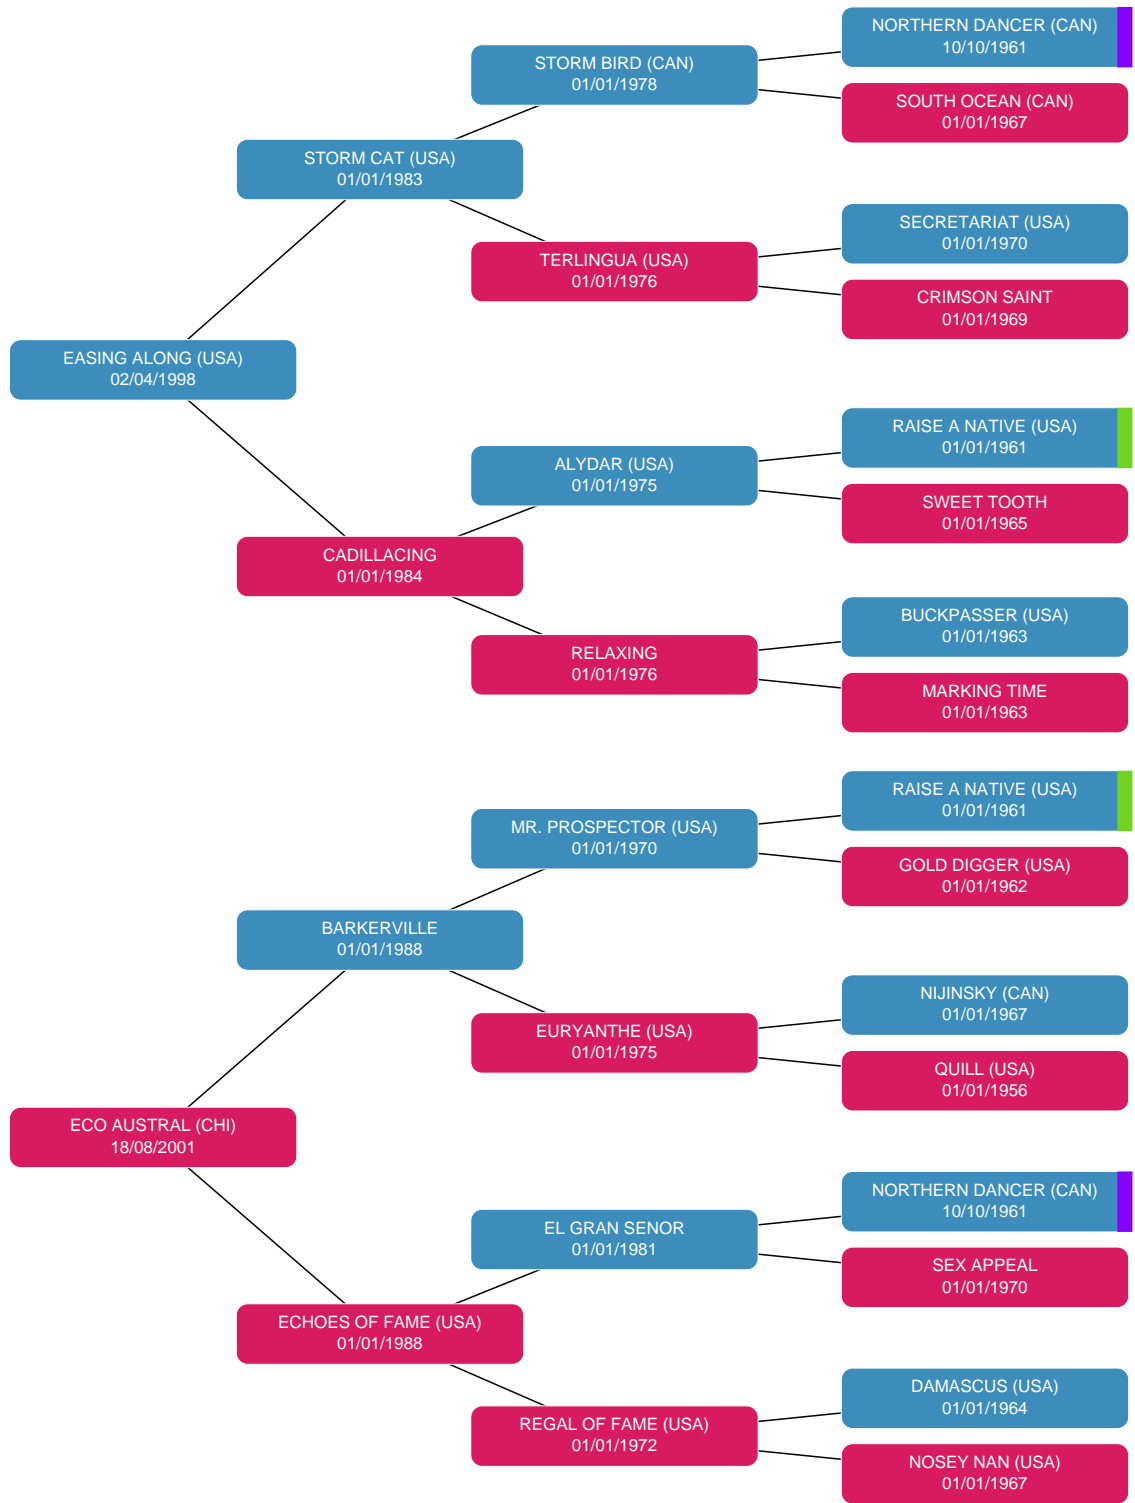 NORTHERN DANCER (CAN)
10/10/1961
STORM BIRD (CAN)
01/01/1978
SOUTH OCEAN (CAN)
01/01/1967
STORM CAT (USA)
01/01/1983
SECRETARIAT (USA)
01/01/1970
TERLINGUA (USA)
01/01/1976
CRIMSON SAINT
01/01/1969
EASING ALONG (USA)
02/04/1998
RAISE A NATIVE (USA)
01/01/1961
ALYDAR (USA)
01/01/1975
SWEET TOOTH
01/01/1965
CADILLACING
01/01/1984
BUCKPASSER (USA)
01/01/1963
RELAXING
01/01/1976
MARKING TIME
01/01/1963
RAISE A NATIVE (USA)
01/01/1961
MR. PROSPECTOR (USA)
01/01/1970
GOLD DIGGER (USA)
01/01/1962
BARKERVILLE
01/01/1988
NIJINSKY (CAN)
01/01/1967
EURYANTHE (USA)
01/01/1975
QUILL (USA)
01/01/1956
ECO AUSTRAL (CHI)
18/08/2001
NORTHERN DANCER (CAN)
10/10/1961
EL GRAN SENOR
01/01/1981
SEX APPEAL
01/01/1970
ECHOES OF FAME (USA)
01/01/1988
DAMASCUS (USA)
01/01/1964
REGAL OF FAME (USA)
01/01/1972
NOSEY NAN (USA)
01/01/1967